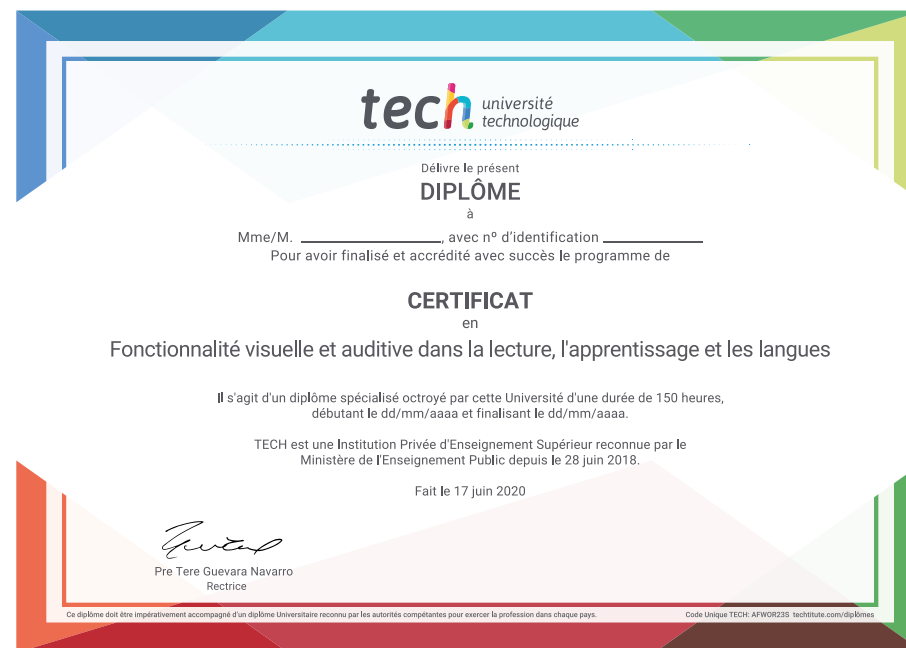 tech université
technologique
Délivre le présent
DIPLÔME
à
Mme/M. ____________________, avec nº d'identification ______________
Pour avoir finalisé et accrédité avec succès le programme de
CERTIFICAT
en
Fonctionnalité visuelle et auditive dans la lecture, l'apprentissage et les langues
Il s'agit d'un diplôme spécialisé octroyé par cette Université d'une durée de 150 heures,
débutant le dd/mm/aaaa et finalisant le dd/mm/aaaa.
TECH est une Institution Privée d'Enseignement Supérieur reconnue par le
Ministère de l'Enseignement Public depuis le 28 juin 2018.
Fait le 17 juin 2020
Pre Tere Guevara Navarro
Rectrice
Ce diplôme doit être impérativement accompagné d'un diplôme Universitaire reconnu par les autorités compétantes pour exercer la profession dans chaque pays. Code Unique TECH: AFWOR23S techtitute.com/diplômes